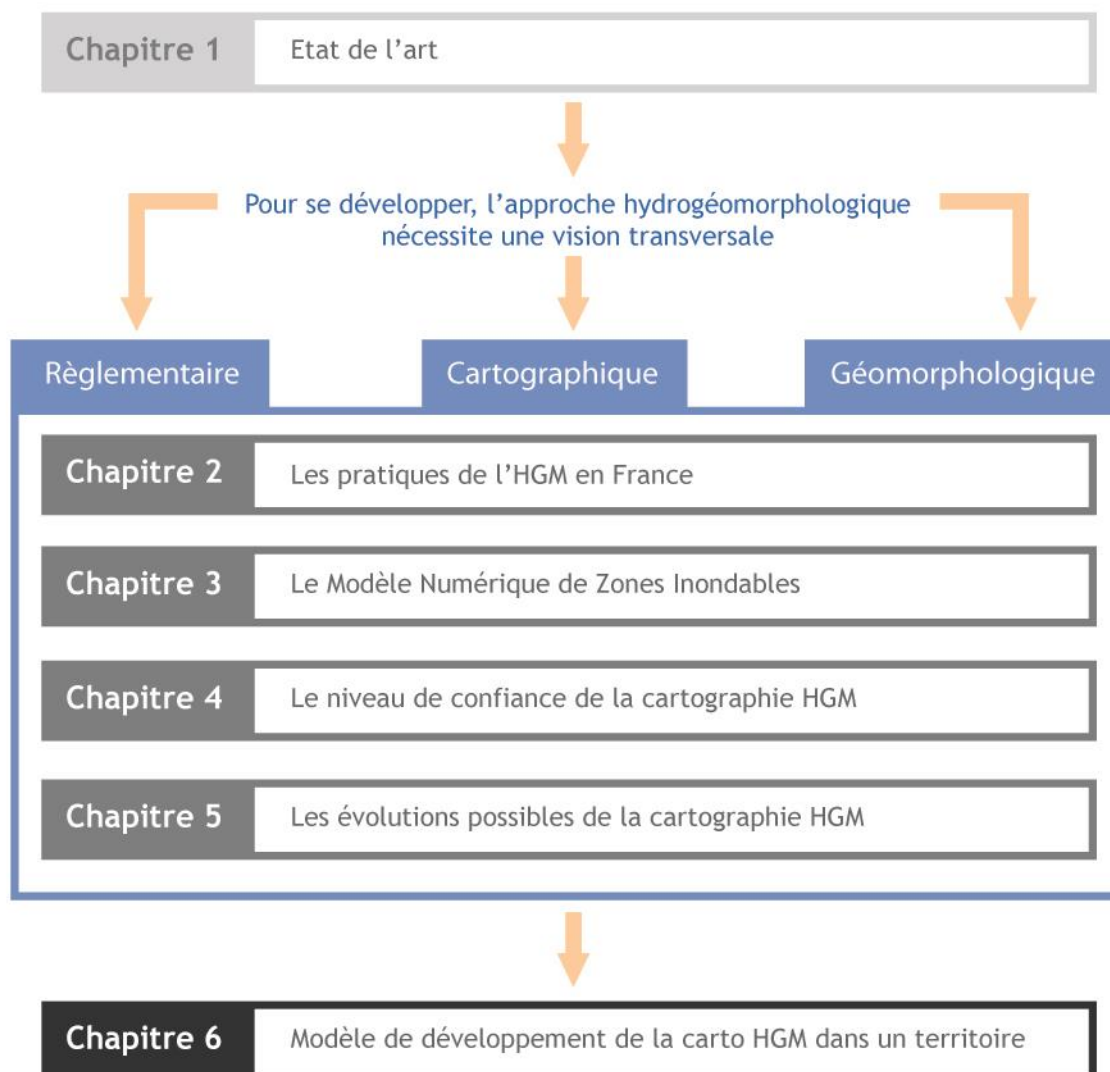 Chapitre 1 Etat de l’art
Pour se développer, l’approche hydrogéomorphologique
nécessite une vision transversale
Règlementaire Cartographique Géomorphologique
Chapitre 2 Les pratiques de l’HGM en France
Chapitre 3 Le Modèle Numérique de Zones Inondables
Chapitre 4 Le niveau de confiance de la cartographie HGM
Chapitre 5 Les évolutions possibles de la cartographie HGM
Chapitre 6 Modèle de développement de la carto HGM dans un territoire